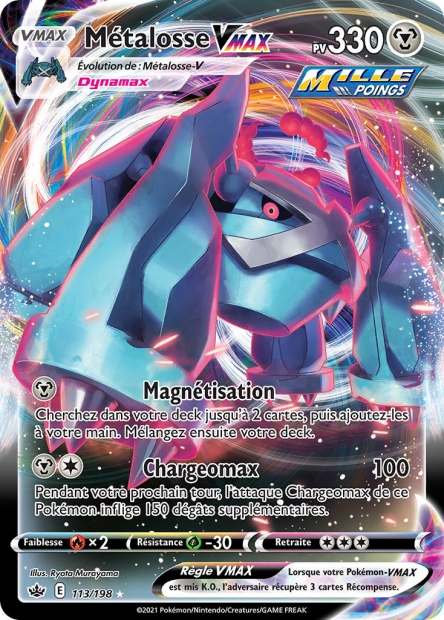 VMAX
Métalosse VMAX
PV 330
Évolution de : Métalosse-V
Dynamax
MILLE
POINGS
Magnétisation
Cherchez dans votre deck jusqu'à 2 cartes, puis ajoutez-les
à votre main. Mélangez ensuite votre deck.
Chargeomax 100
Pendant votre prochain tour, l'attaque Chargeomax de ce
Pokémon inflige 150 dégâts supplémentaires.
Faiblesse ×2 Résistance -30 Retraite
Illus. Ryota Murayama
Règle VMAX
Lorsque votre Pokémon-VMAX
est mis K.O., l'adversaire récupère 3 cartes Récompense.
E 113/198 ★
©2021 Pokémon/Nintendo/Creatures/GAME FREAK